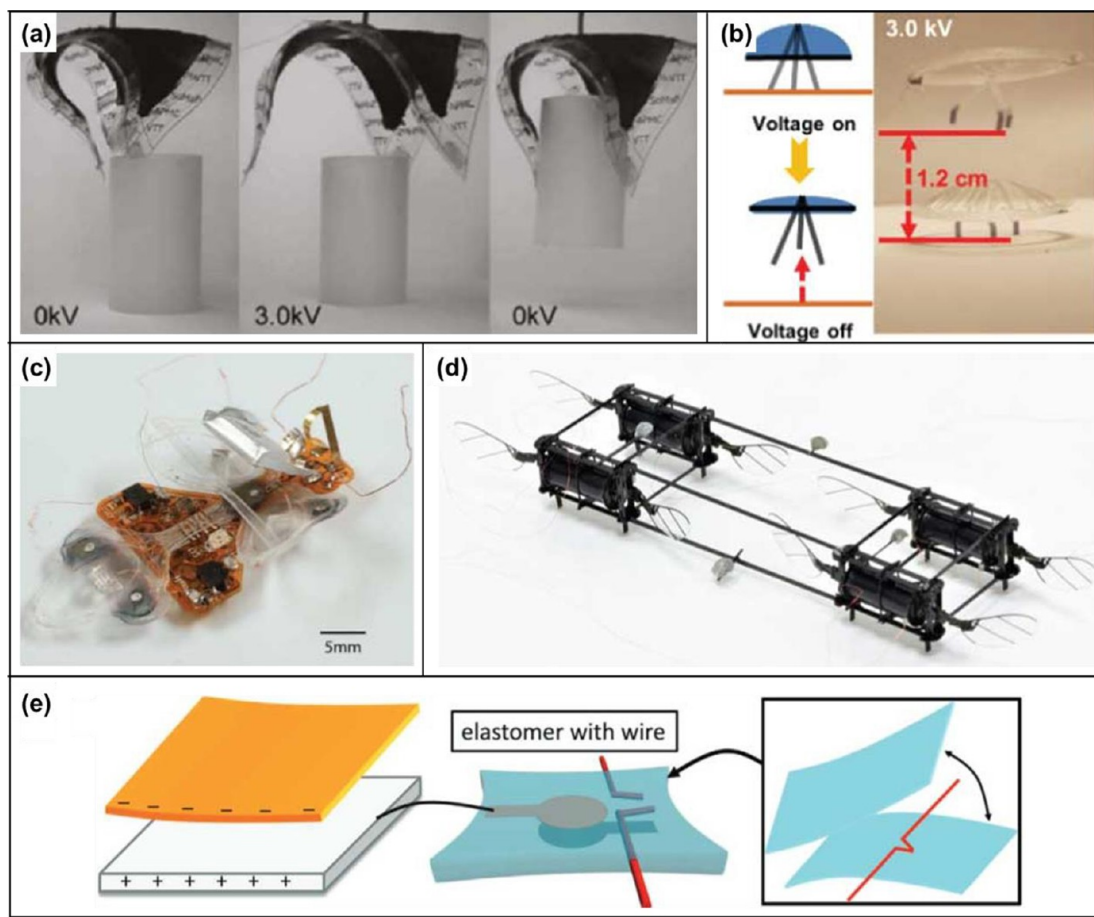 (a)
0kV
3.0kV
0kV
(b)
Voltage on
Voltage off
3.0 kV
1.2 cm
(c)
5mm
(d)
(e)
elastomer with wire
− − − − − −
+ + + + + +